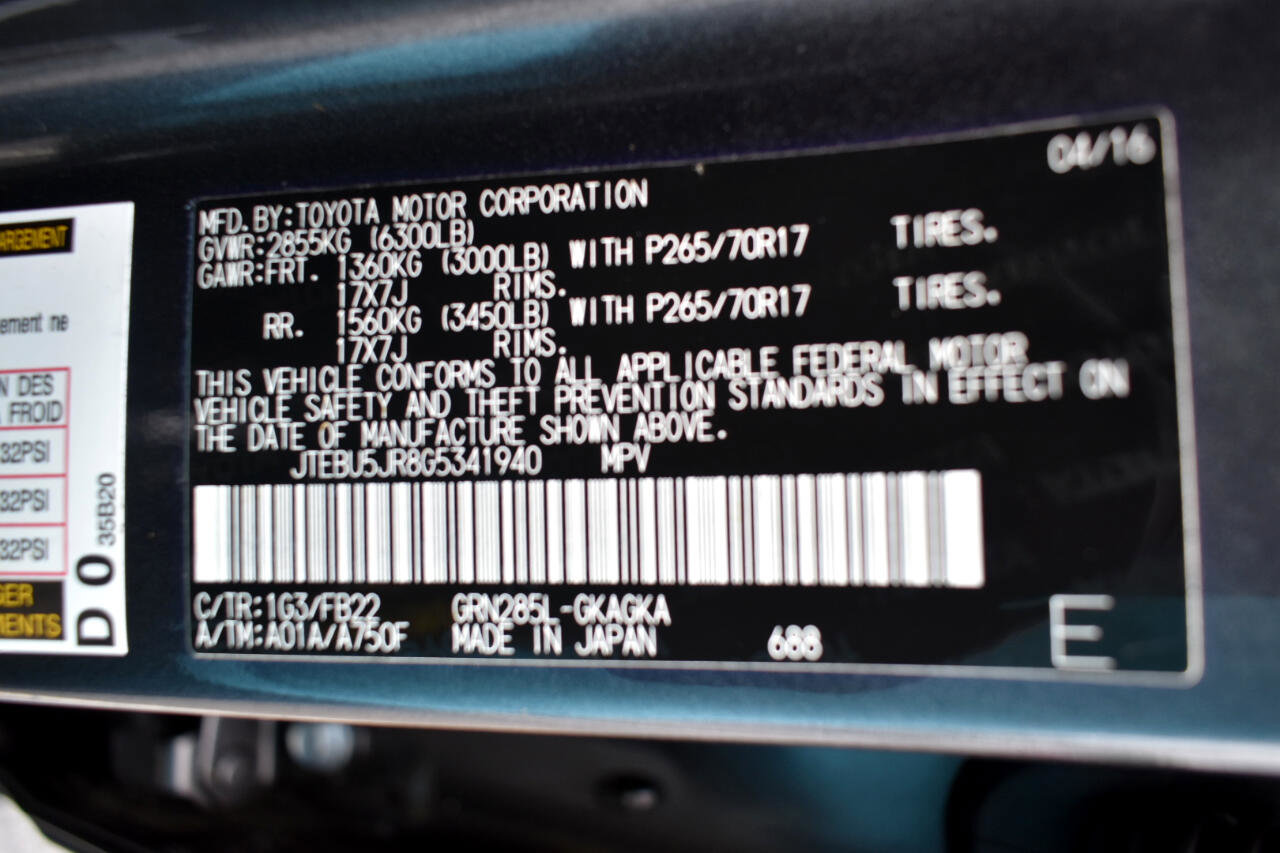 ARGEMENT
ement ne
N DES
FROID
32PSI
32PSI
32PSI
GER
MENTS
D 0
35B20
04/16
MFD. BY:TOYOTA MOTOR CORPORATION
GVWR:2855KG (6300LB)
GAWR:FRT. 1360KG (3000LB) WITH P265/70R17 TIRES.
17X7J RIMS.
RR. 1560KG (3450LB) WITH P265/70R17 TIRES.
17X7J RIMS.
THIS VEHICLE CONFORMS TO ALL APPLICABLE FEDERAL MOTOR
VEHICLE SAFETY AND THEFT PREVENTION STANDARDS IN EFFECT ON
THE DATE OF MANUFACTURE SHOWN ABOVE.
JTEBU5JR8G5341940 MPV
C/TR:1G3/FB22 GRN285L-GKAGKA
A/TM:A01A/A750F MADE IN JAPAN 688
E